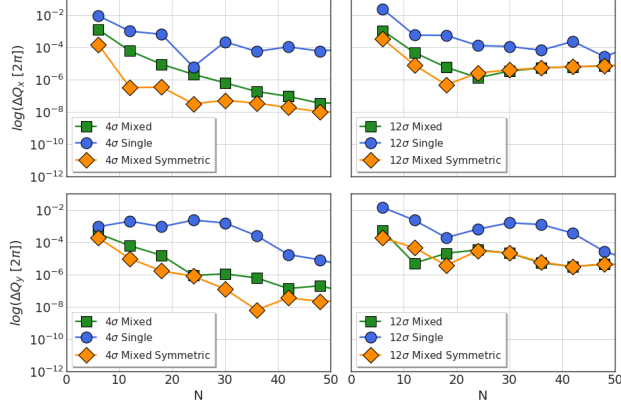 10⁻²
10⁻⁴
10⁻⁶
10⁻⁸
10⁻¹⁰
10⁻¹²
log(ΔQₓ [2π])
4σ Mixed
4σ Single
4σ Mixed Symmetric
12σ Mixed
12σ Single
12σ Mixed Symmetric
10⁻²
10⁻⁴
10⁻⁶
10⁻⁸
10⁻¹⁰
10⁻¹²
log(ΔQᵧ [2π])
4σ Mixed
4σ Single
4σ Mixed Symmetric
12σ Mixed
12σ Single
12σ Mixed Symmetric
0 10 20 30 40 50 0 10 20 30 40 50
N N